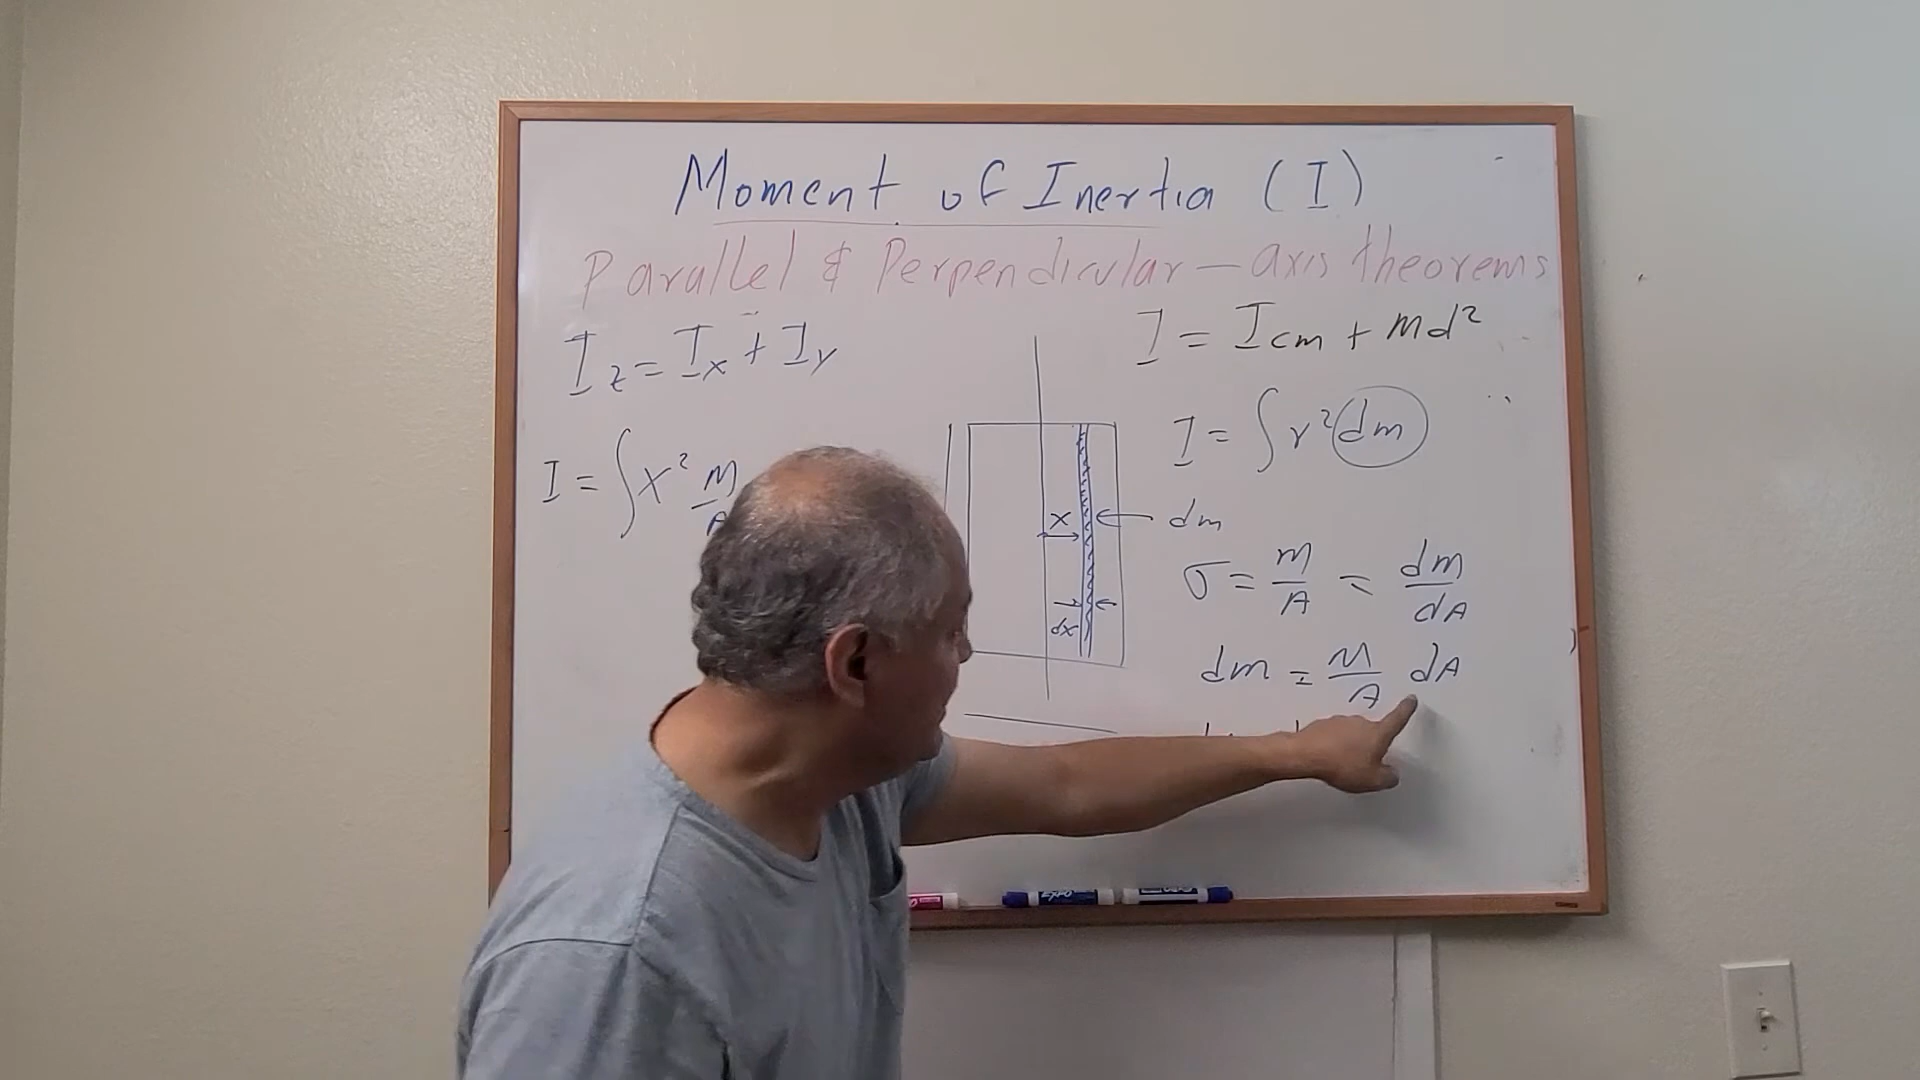 Moment of Inertia (I)
Parallel & Perpendicular-axis theorems
I_z = I_x + I_y
I = I_cm + Md²
I = ∫ x² M/A
I = ∫ r² dm
x
dm
σ = M/A = dm/dA
dx
dm = M/A dA
EXPO